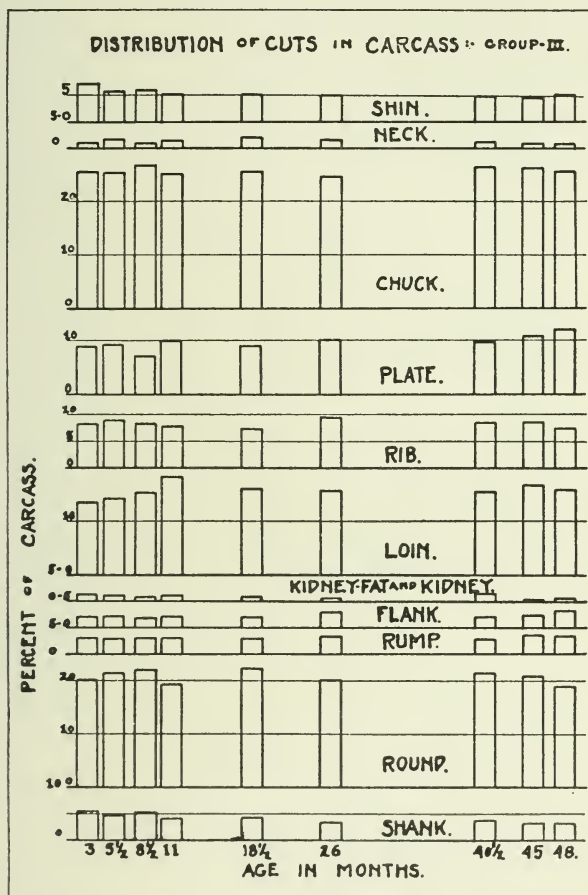 DISTRIBUTION OF CUTS IN CARCASS:- GROUP-III.
5
5-0
SHIN.
0
NECK.
20
10
0
CHUCK.
10
0
PLATE.
10
5
0
RIB.
10
5-0
LOIN.
KIDNEY-FAT AND KIDNEY.
0-5
FLANK.
5-0
RUMP.
0
20
10
ROUND.
10 0
SHANK.
0
3 5½ 8½ 11 18½ 26 40½ 45 48.
AGE IN MONTHS.
PERCENT OF CARCASS.